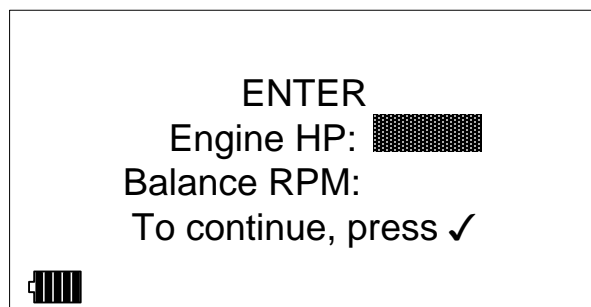 ENTER
Engine HP:
Balance RPM:
To continue, press ✓